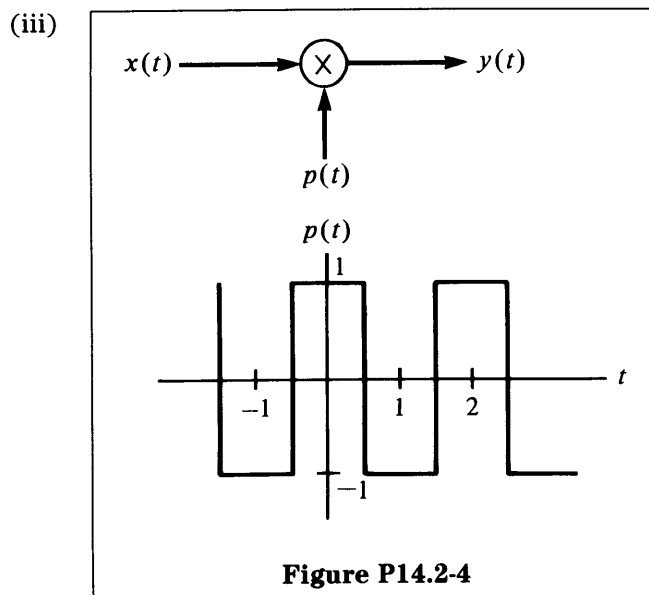 (iii)
x(t) × y(t)
p(t)
p(t)
1
−1 1 2 t
−1
Figure P14.2-4